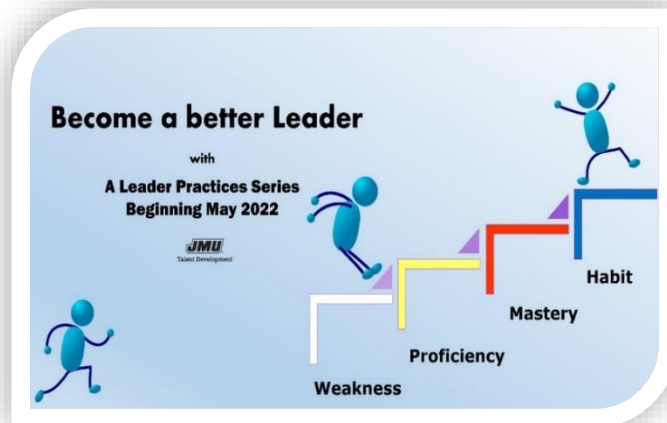 Become a better Leader
with
A Leader Practices Series
Beginning May 2022
JMU
Talent Development
Habit
Mastery
Proficiency
Weakness